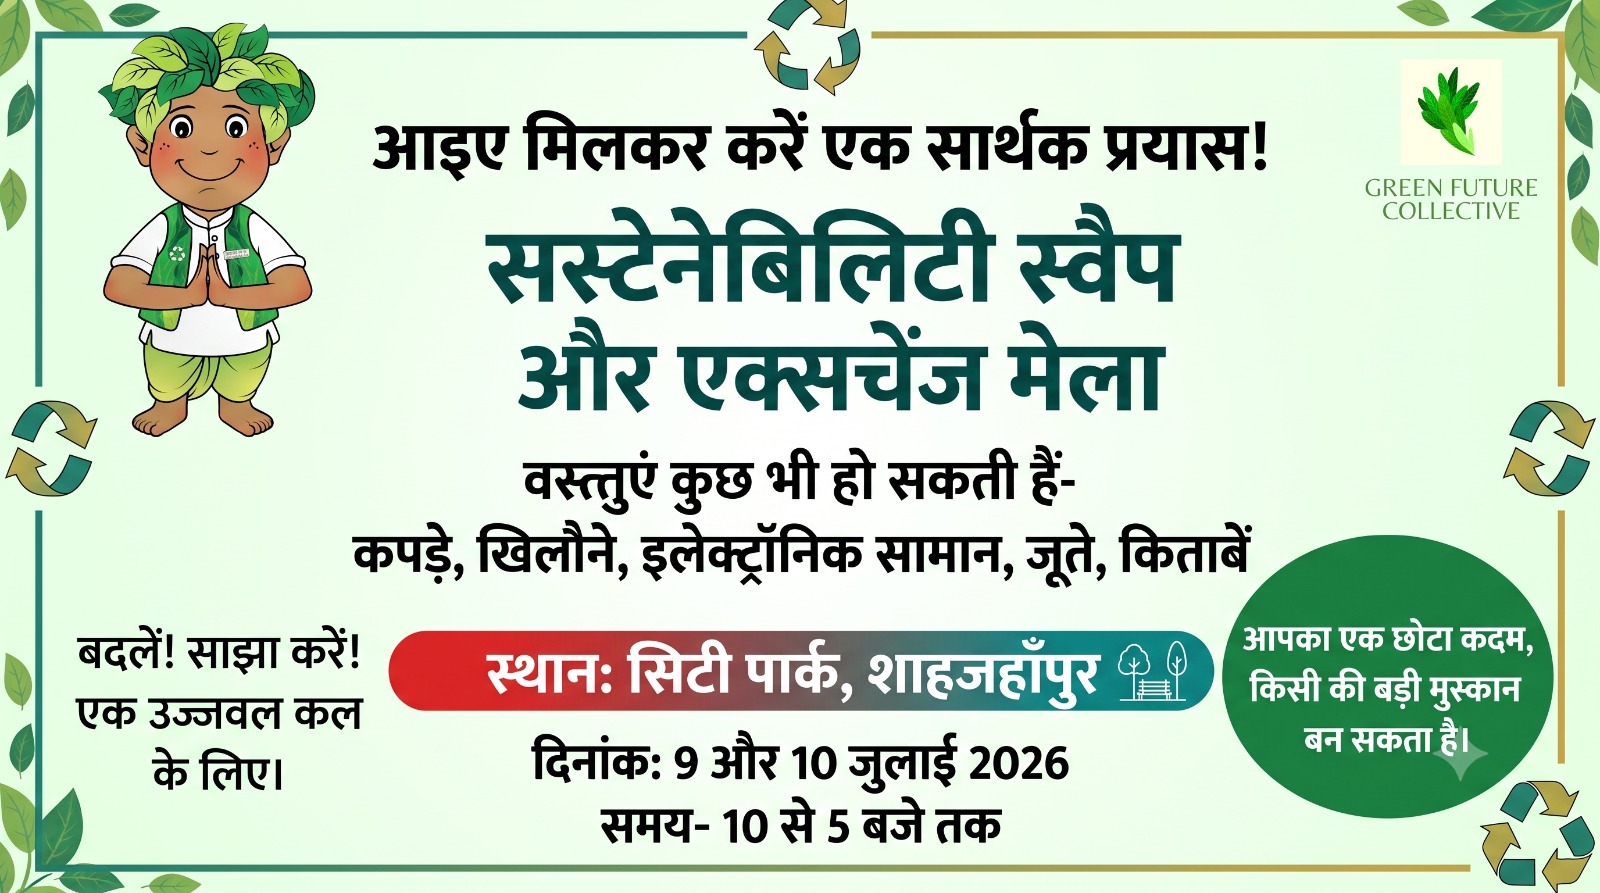 आइए मिलकर करें एक सार्थक प्रयास!
GREEN FUTURE
COLLECTIVE
सस्टेनेबिलिटी स्वैप
और एक्सचेंज मेला
वस्तुएं कुछ भी हो सकती हैं-
कपड़े, खिलौने, इलेक्ट्रॉनिक सामान, जूते, किताबें
बदलें! साझा करें!
एक उज्जवल कल
के लिए।
स्थान: सिटी पार्क, शाहजहाँपुर
दिनांक: 9 और 10 जुलाई 2026
समय- 10 से 5 बजे तक
आपका एक छोटा कदम,
किसी की बड़ी मुस्कान
बन सकता है।